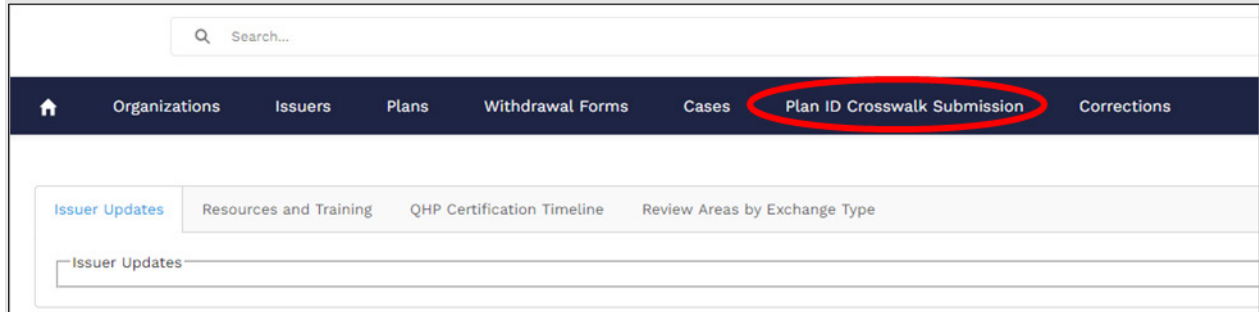 Search...
Organizations Issuers Plans Withdrawal Forms Cases Plan ID Crosswalk Submission Corrections
Issuer Updates Resources and Training QHP Certification Timeline Review Areas by Exchange Type
Issuer Updates